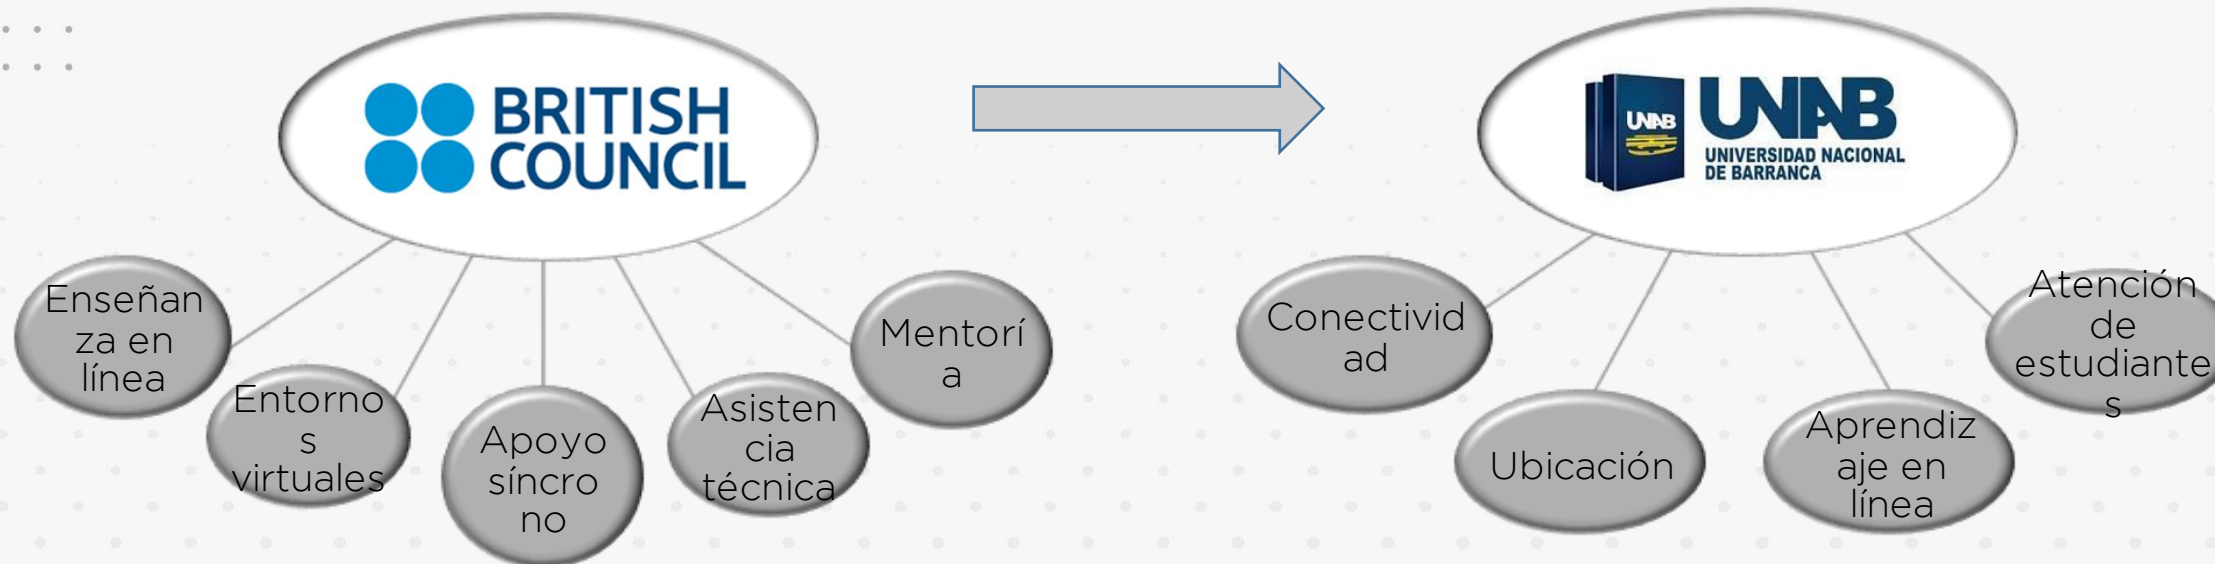 BRITISH
COUNCIL
UNAB
UNAB
UNIVERSIDAD NACIONAL
DE BARRANCA
Enseñan
za en
línea
Entorno
s
virtuales
Apoyo
síncro
no
Asisten
cia
técnica
Mentorí
a
Conectivid
ad
Ubicación
Aprendiz
aje en
línea
Atención
de
estudiante
s